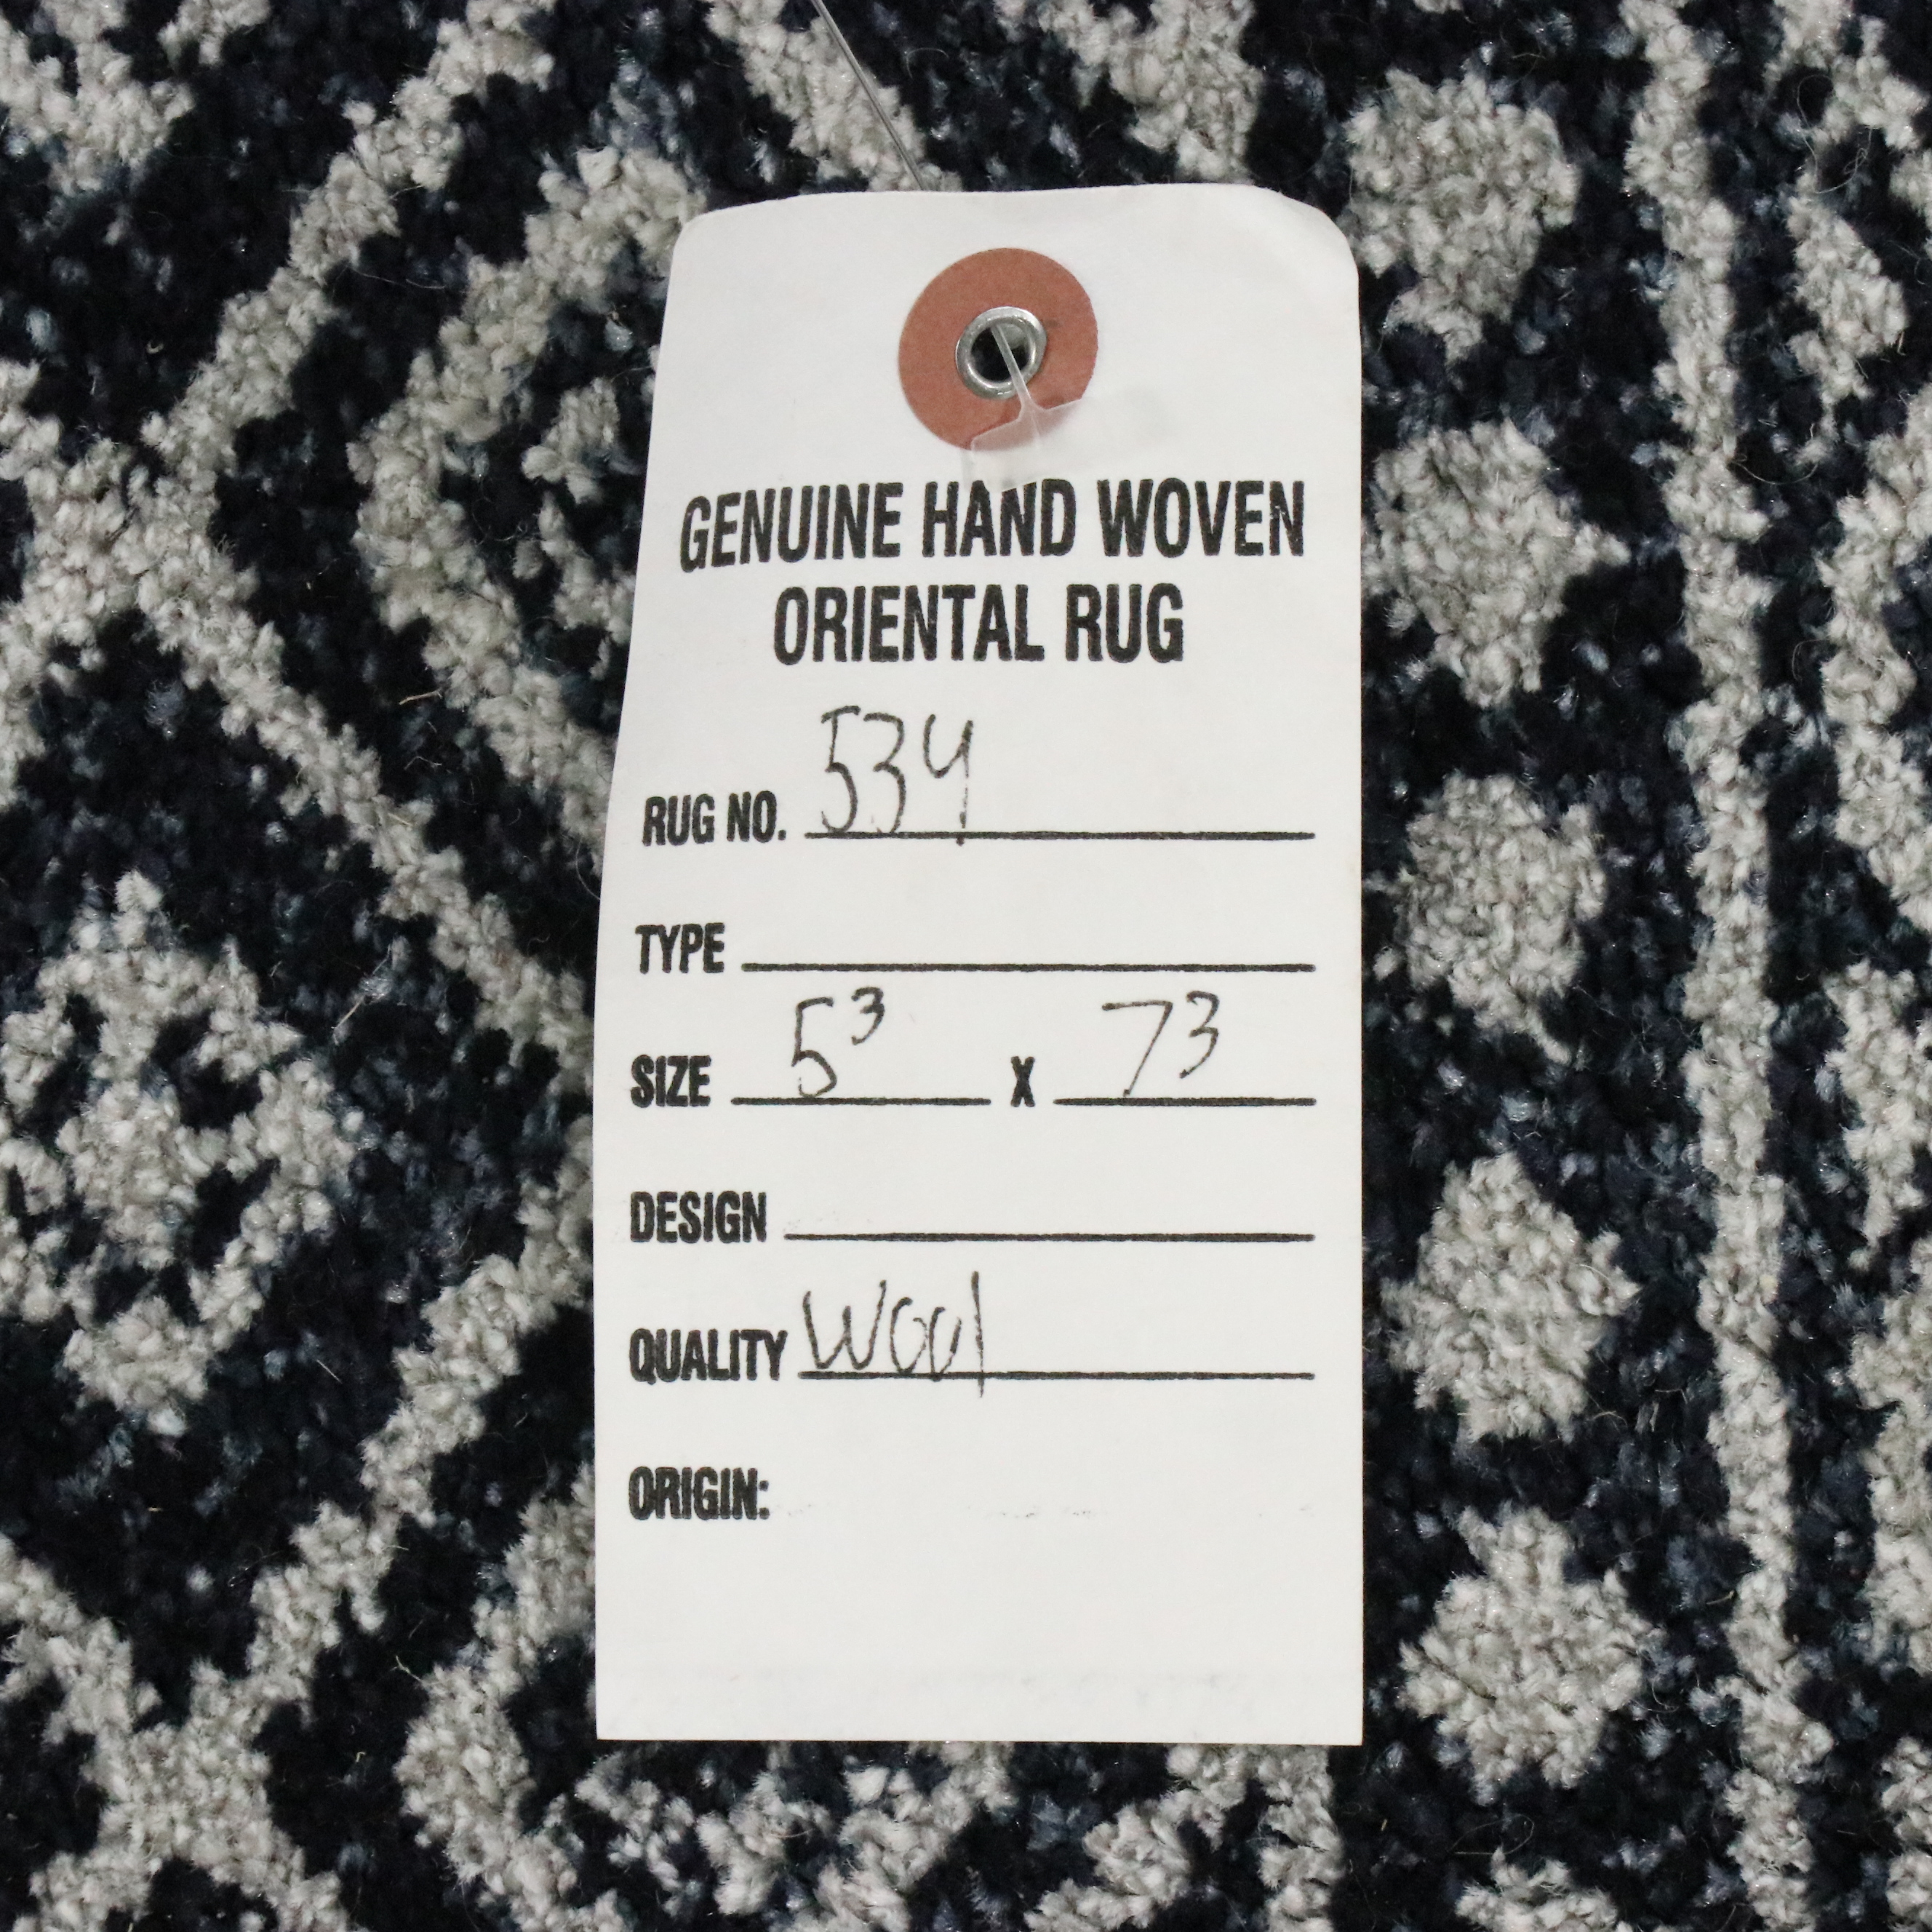 GENUINE HAND WOVEN
ORIENTAL RUG
RUG NO. 534
TYPE
SIZE 5³ X 7³
DESIGN
QUALITY Wool
ORIGIN: